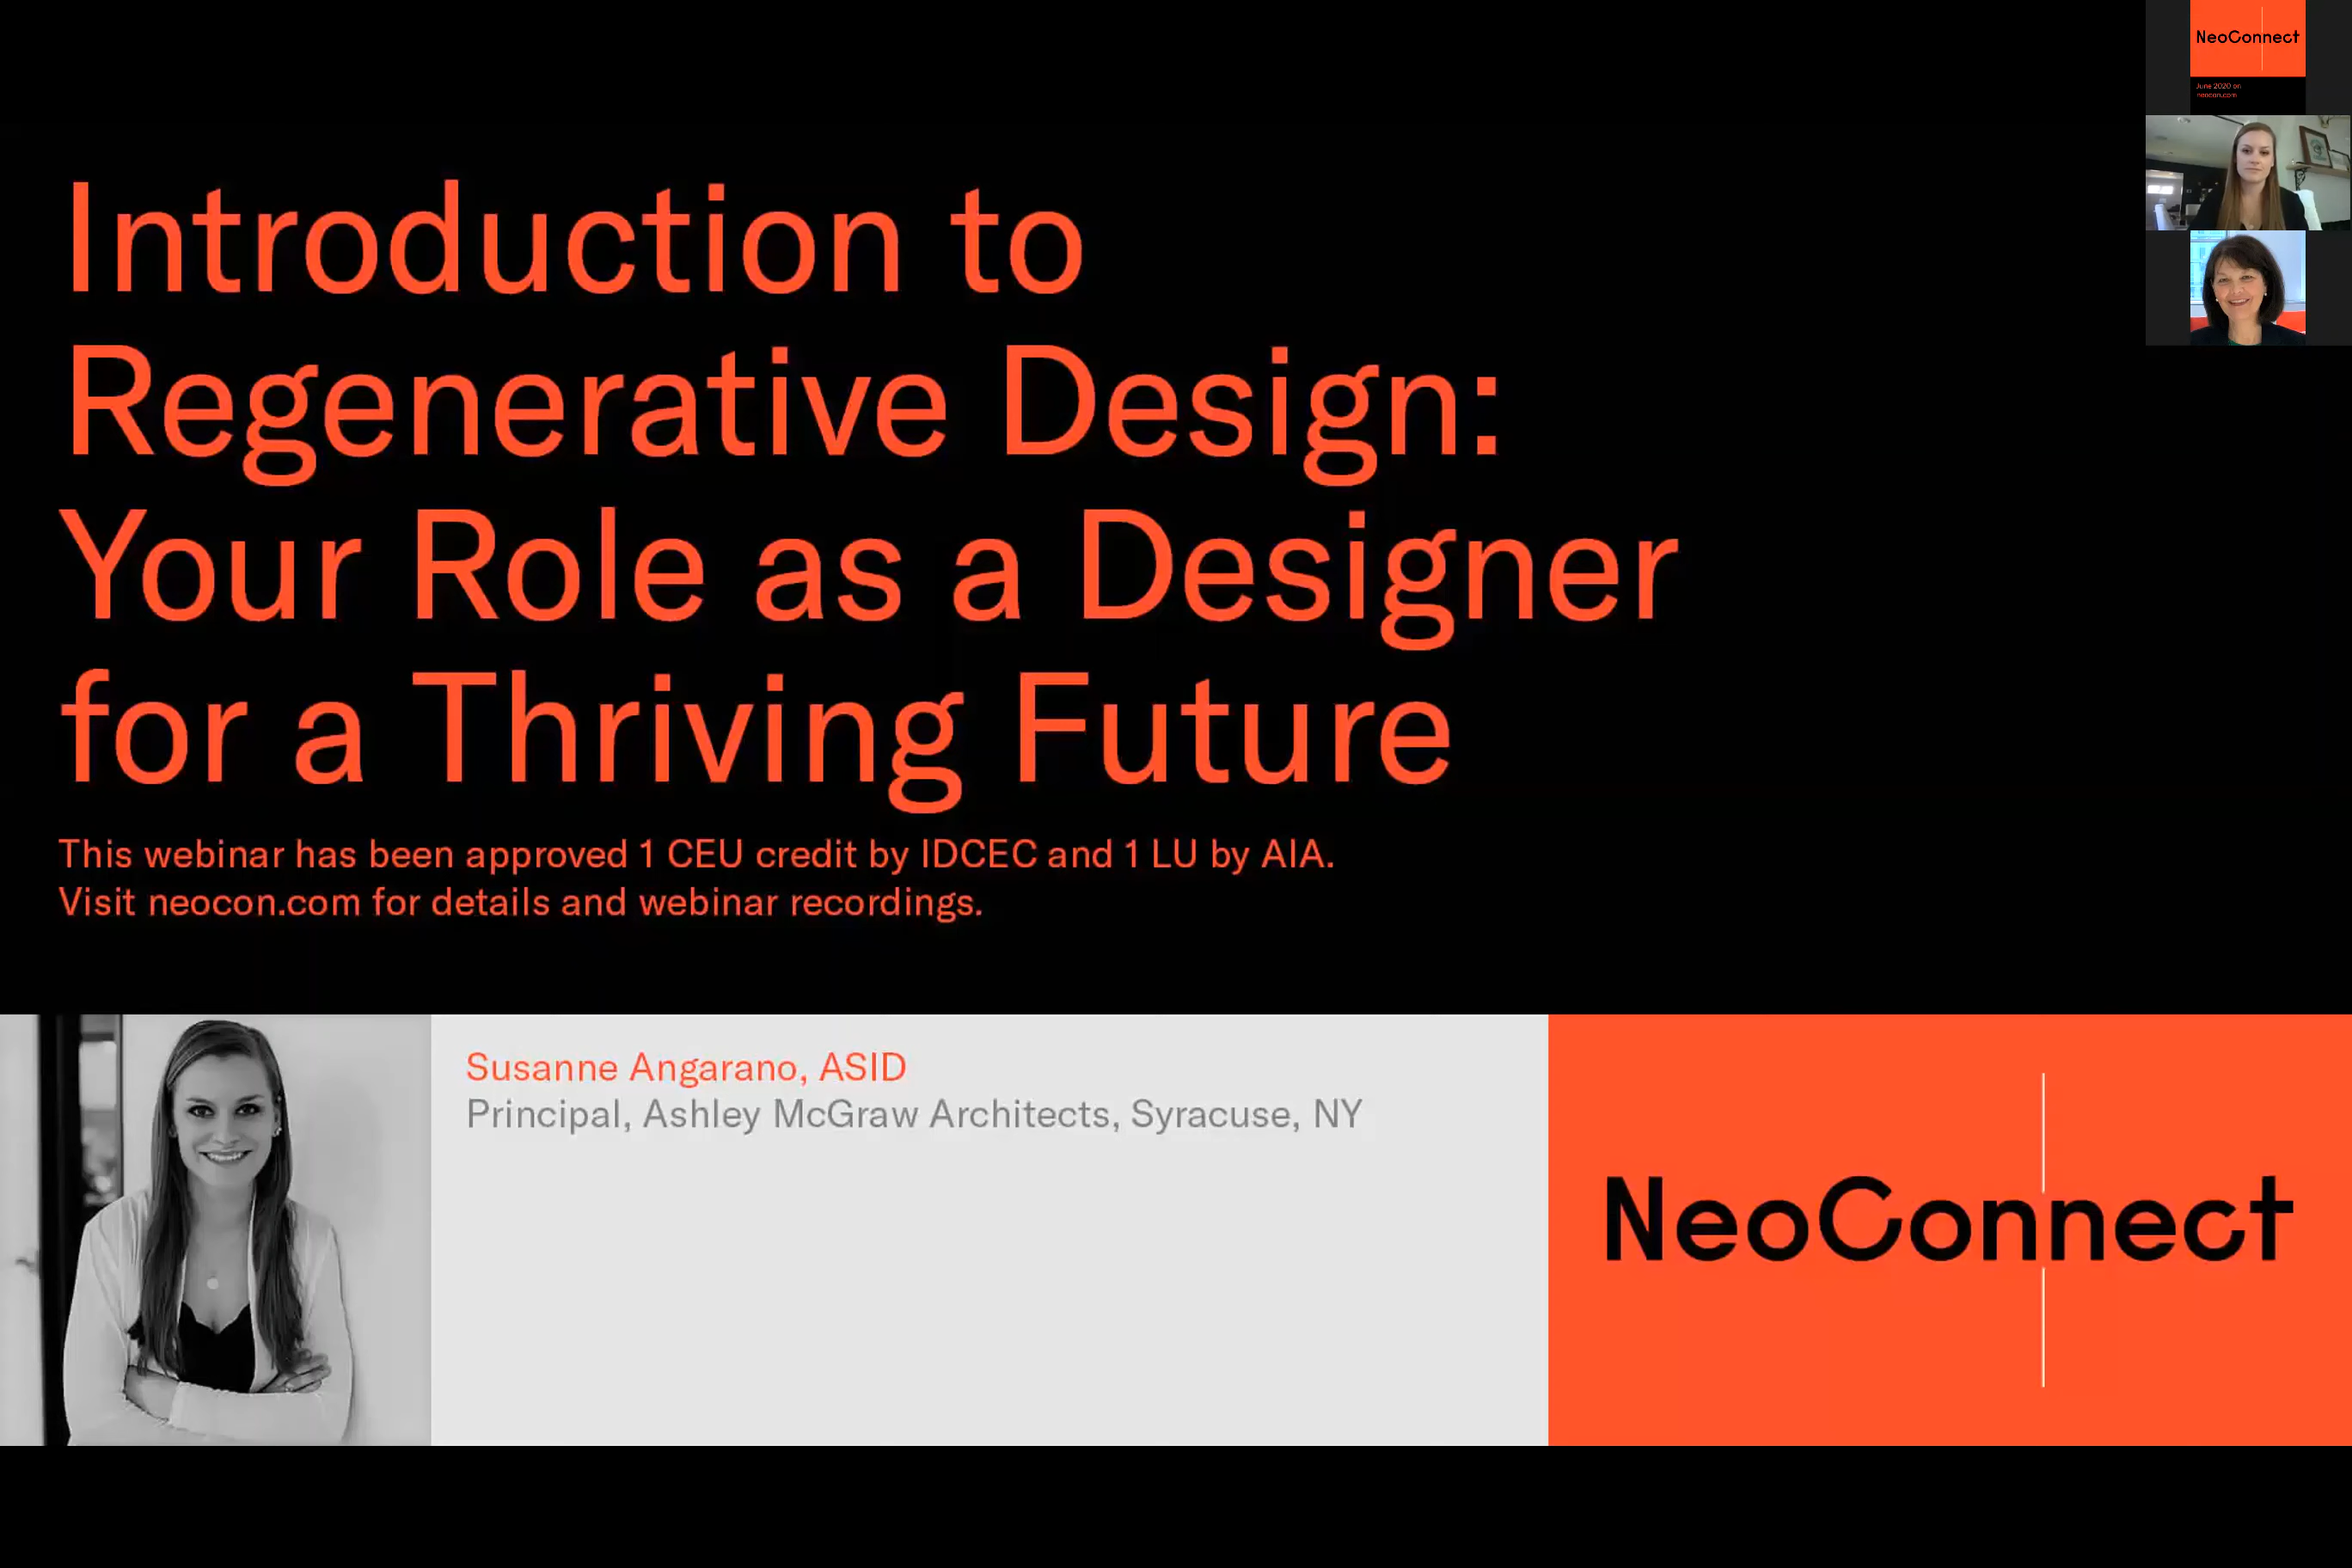 NeoConnect
June 2020 on
neocon.com
Introduction to
Regenerative Design:
Your Role as a Designer
for a Thriving Future
This webinar has been approved 1 CEU credit by IDCEC and 1 LU by AIA.
Visit neocon.com for details and webinar recordings.
Susanne Angarano, ASID
Principal, Ashley McGraw Architects, Syracuse, NY
NeoConnect